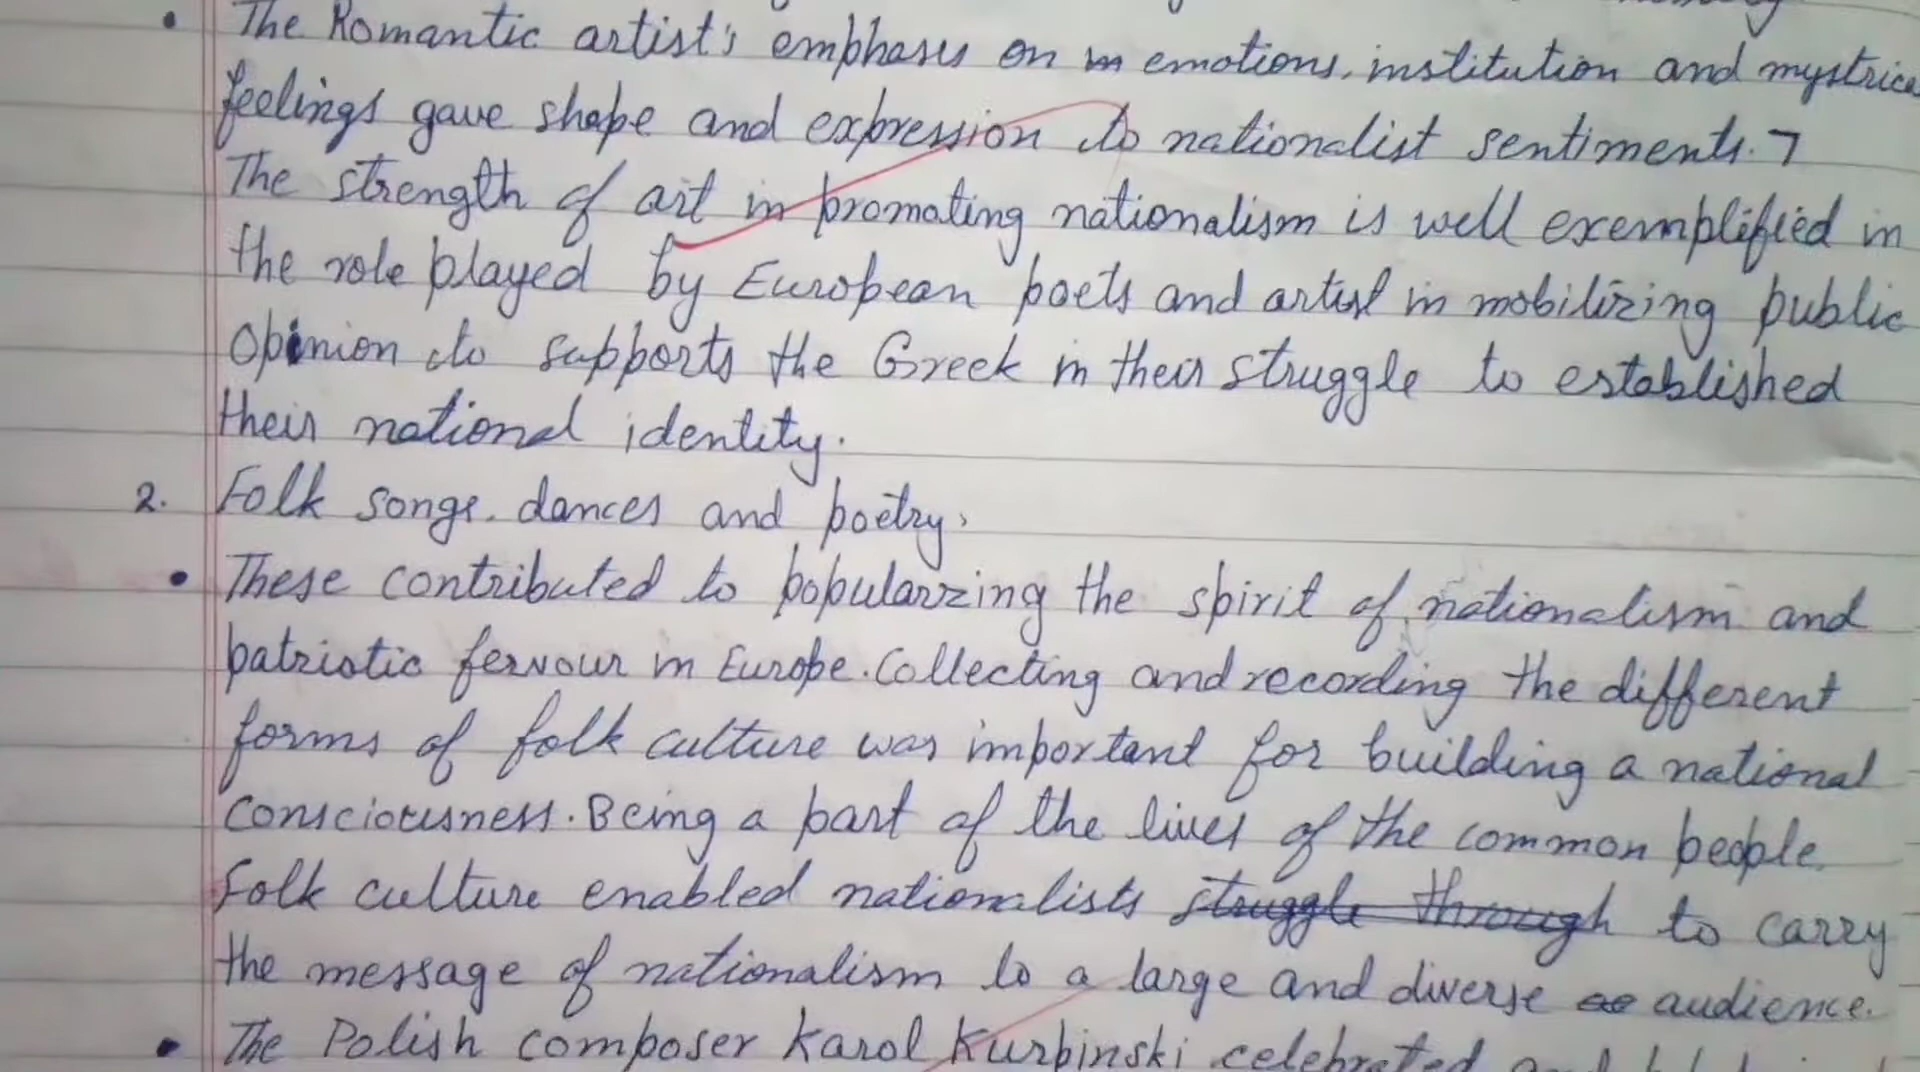 • The Romantic artist's emphasis on emotions, institution and mystrica
feelings gave shape and expression to nationalist sentiments.
The strength of art in promating nationalism is well exemplified in
the role played by European poets and artist in mobilizing public
Opinion to supports the Greek in their struggle to established
their national identity.
2. Folk songs. dances and poetry,
• These contributed to popularizing the spirit of nationalism and
patriotic fervour in Europe. Collecting and recording the different
forms of folk culture was important for building a national
consciousness. Being a part of the lives of the common people.
Folk culture enabled nationalists struggle through to carry
the message of nationalism to a large and diverse audience.
• The Polish composer Karol Kurpinski celebrated